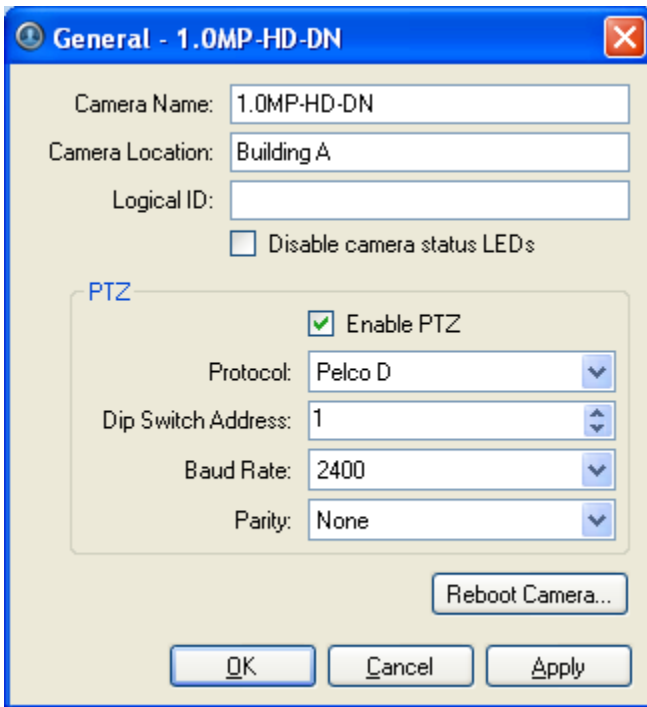 General - 1.0MP-HD-DN
Camera Name: 1.0MP-HD-DN
Camera Location: Building A
Logical ID:
Disable camera status LEDs
PTZ
Enable PTZ
Protocol: Pelco D
Dip Switch Address: 1
Baud Rate: 2400
Parity: None
Reboot Camera...
OK Cancel Apply